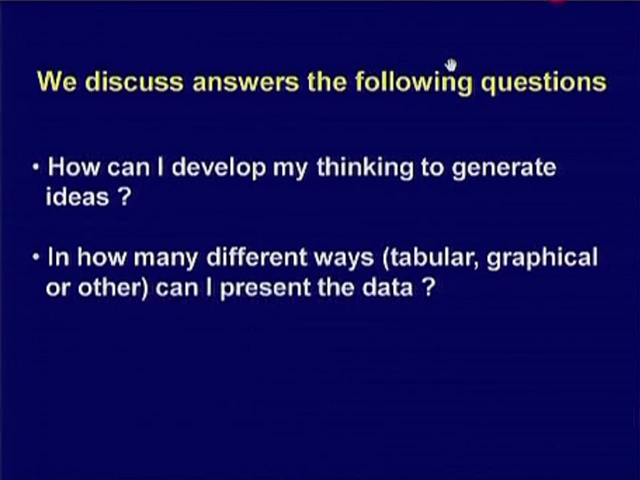 We discuss answers the following questions
• How can I develop my thinking to generate
ideas ?
• In how many different ways (tabular, graphical
or other) can I present the data ?